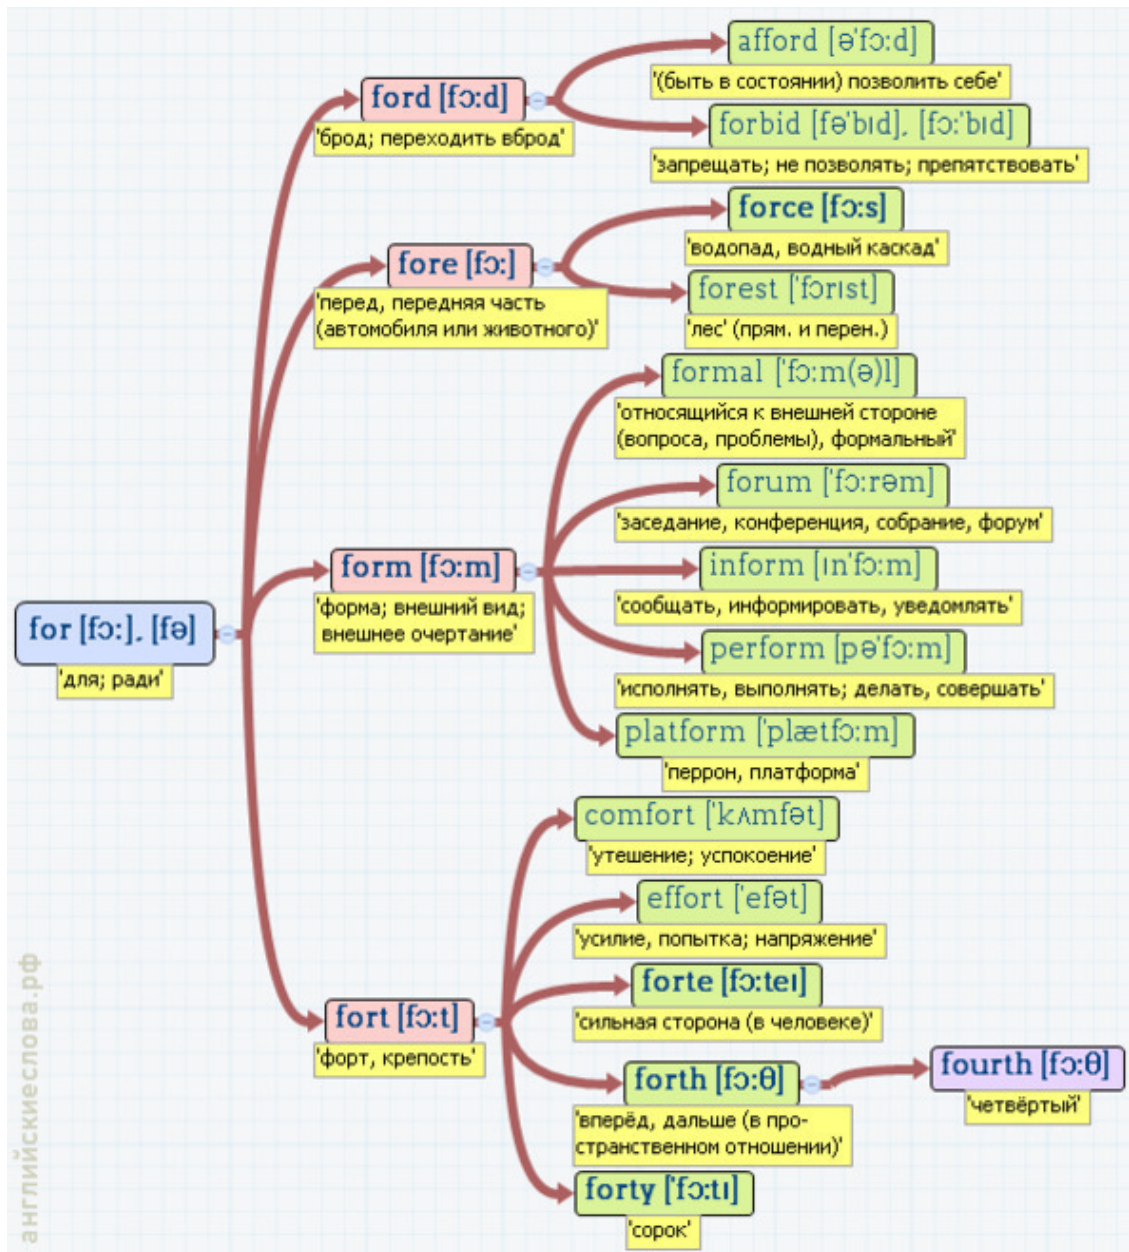 afford [ə'fɔ:d]
'(быть в состоянии) позволить себе'
ford [fɔ:d]
'брод; переходить вброд'
forbid [fə'bɪd], [fɔ:'bɪd]
'запрещать; не позволять; препятствовать'
force [fɔ:s]
'водопад, водный каскад'
fore [fɔ:]
'перед, передняя часть
(автомобиля или животного)'
forest ['fɔrɪst]
'лес' (прям. и перен.)
formal ['fɔ:m(ə)l]
'относящийся к внешней стороне
(вопроса, проблемы), формальный'
forum ['fɔ:rəm]
'заседание, конференция, собрание, форум'
form [fɔ:m]
'форма; внешний вид;
внешнее очертание'
inform [ɪn'fɔ:m]
'сообщать, информировать, уведомлять'
for [fɔ:], [fə]
'для; ради'
perform [pə'fɔ:m]
'исполнять, выполнять; делать, совершать'
platform ['plætfɔ:m]
'перрон, платформа'
comfort ['kʌmfət]
'утешение; успокоение'
effort ['efət]
'усилие, попытка; напряжение'
forte [fɔ:teɪ]
'сильная сторона (в человеке)'
fort [fɔ:t]
'форт, крепость'
forth [fɔ:θ]
'вперёд, дальше (в про-
странственном отношении)'
fourth [fɔ:θ]
'четвёртый'
forty ['fɔ:tɪ]
'сорок'
английскиеслова.рф